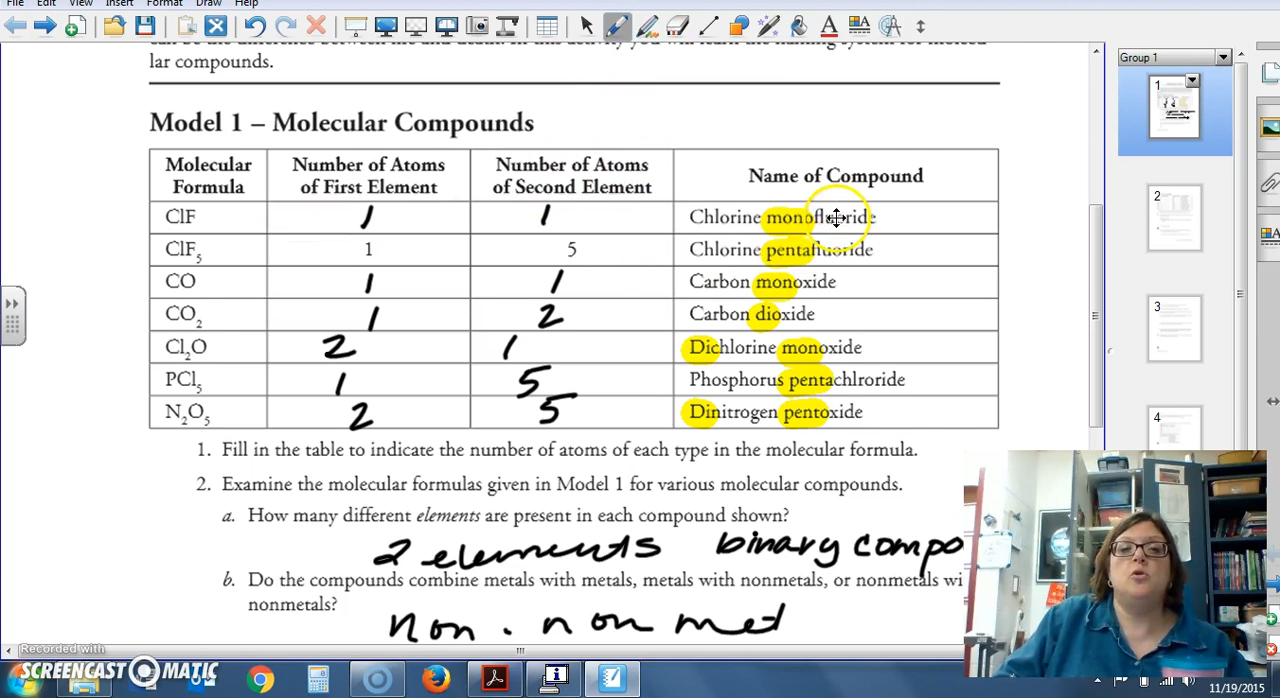 File Edit View Insert Format Draw Help
lar compounds.
Model 1 – Molecular Compounds
Molecular Formula Number of Atoms of First Element Number of Atoms of Second Element Name of Compound
ClF 1 1 Chlorine monofluoride
ClF5 1 5 Chlorine pentafluoride
CO 1 1 Carbon monoxide
CO2 1 2 Carbon dioxide
Cl2O 2 1 Dichlorine monoxide
PCl5 1 5 Phosphorus pentachlroride
N2O5 2 5 Dinitrogen pentoxide
1. Fill in the table to indicate the number of atoms of each type in the molecular formula.
2. Examine the molecular formulas given in Model 1 for various molecular compounds.
a. How many different elements are present in each compound shown?
2 elements binary compo
b. Do the compounds combine metals with metals, metals with nonmetals, or nonmetals wi
nonmetals?
non . non met
Group 1
1
2
3
4
Recorded with
SCREENCAST MATIC
11/19/2015